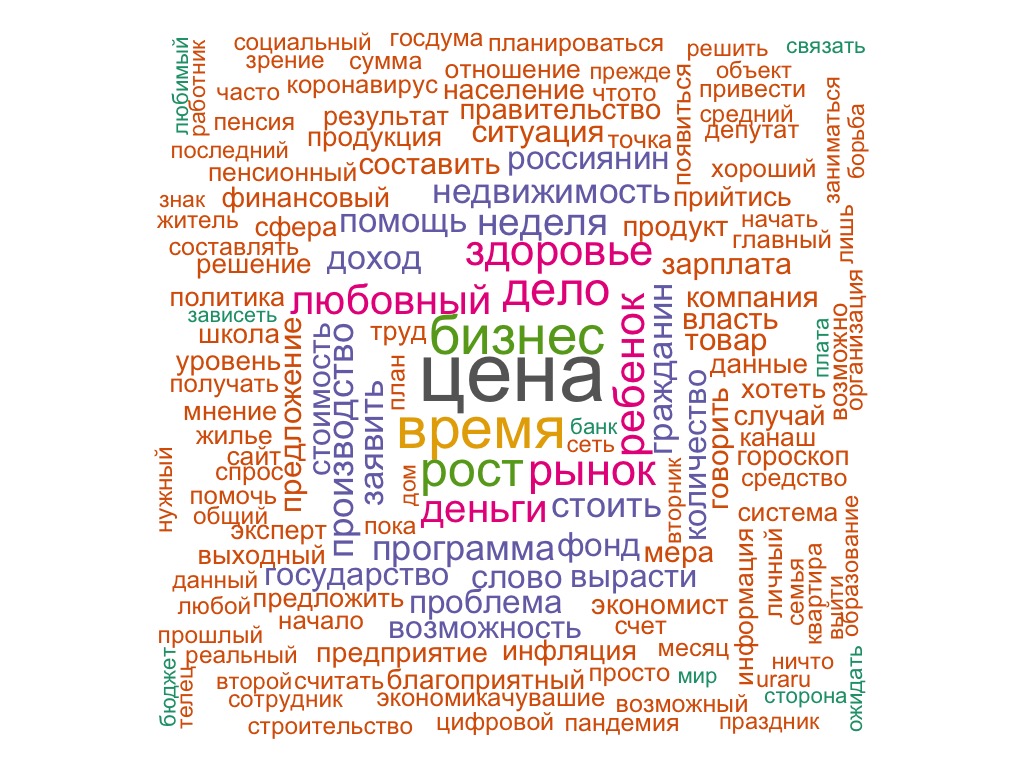 социальный госдума планироваться решить связать
зрение сумма отношение прежде объект
любимый работник часто коронавирус население чтото появиться привести
пенсия результат правительство средний заниматься
продукция ситуация точка депутат борьба
последний пенсионный составить россиянин хороший
знак финансовый недвижимость прийтись
житель сфера помощь неделя продукт начать лишь
составлять решение доход здоровье зарплата главный
политика любовный дело ребенок гражданин компания организация
зависеть школа предложение стоимость производство труд бизнес власть товар плата возможно
уровень план цена данные
получать заявить количество говорить хотеть
мнение время банк случай
жилье сеть канаш
сайт рост рынок гороскоп
нужный спрос дом вторник средство
помочь деньги стоить система
общий эксперт пока
выходный программа фонд мера информация личный семья квартира выйти образование
данный государство слово вырасти
любой предложить проблема экономист
начало возможность счет
прошлый реальный предприятие инфляция месяц ничто
бюджет телец второй считать благоприятный просто мир uraru
сотрудник экономикачувашие возможный сторона ожидать
строительство цифровой пандемия праздник